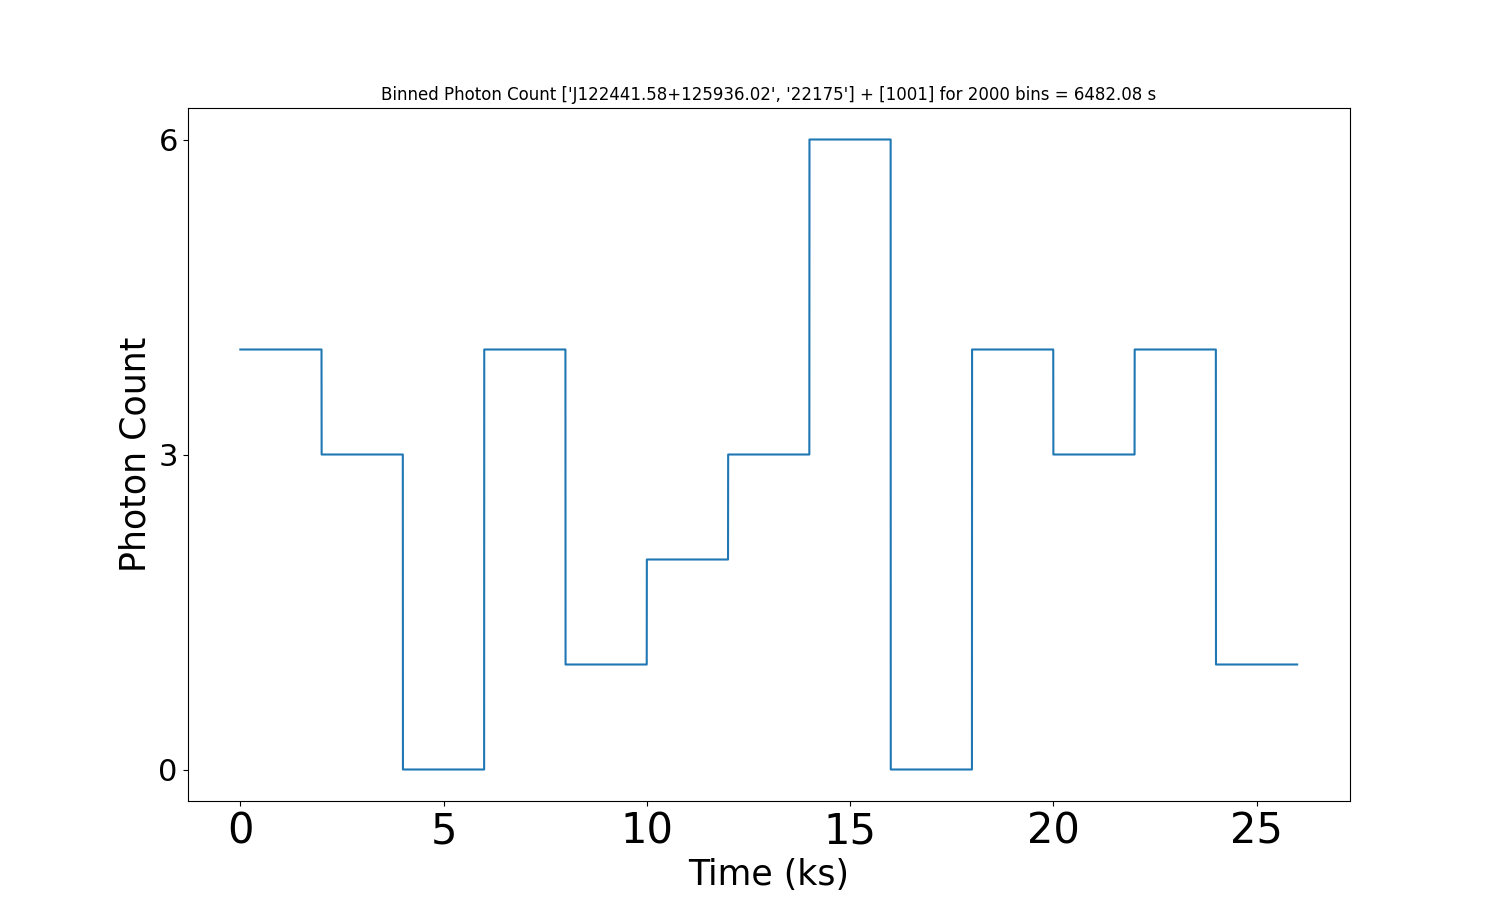 Binned Photon Count ['J122441.58+125936.02', '22175'] + [1001] for 2000 bins = 6482.08 s
6
3
0
Photon Count
0 5 10 15 20 25
Time (ks)